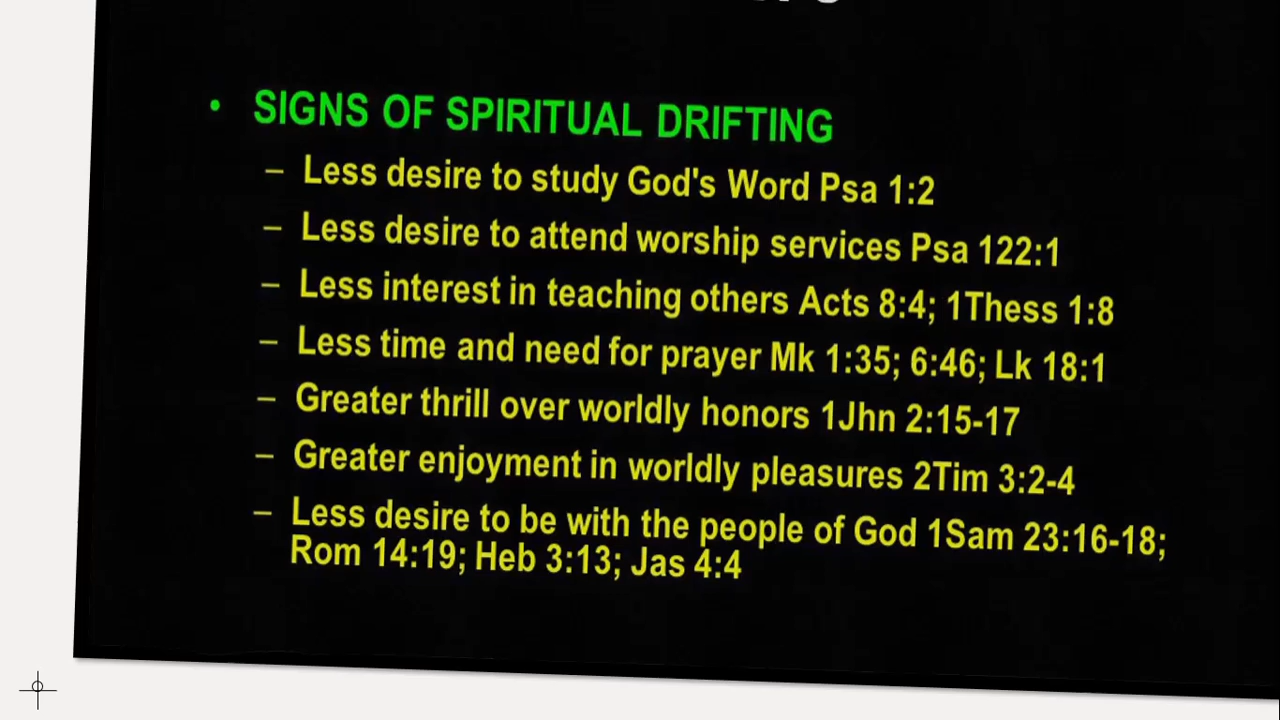 • SIGNS OF SPIRITUAL DRIFTING
– Less desire to study God's Word Psa 1:2
– Less desire to attend worship services Psa 122:1
– Less interest in teaching others Acts 8:4; 1Thess 1:8
– Less time and need for prayer Mk 1:35; 6:46; Lk 18:1
– Greater thrill over worldly honors 1Jhn 2:15-17
– Greater enjoyment in worldly pleasures 2Tim 3:2-4
– Less desire to be with the people of God 1Sam 23:16-18;
Rom 14:19; Heb 3:13; Jas 4:4